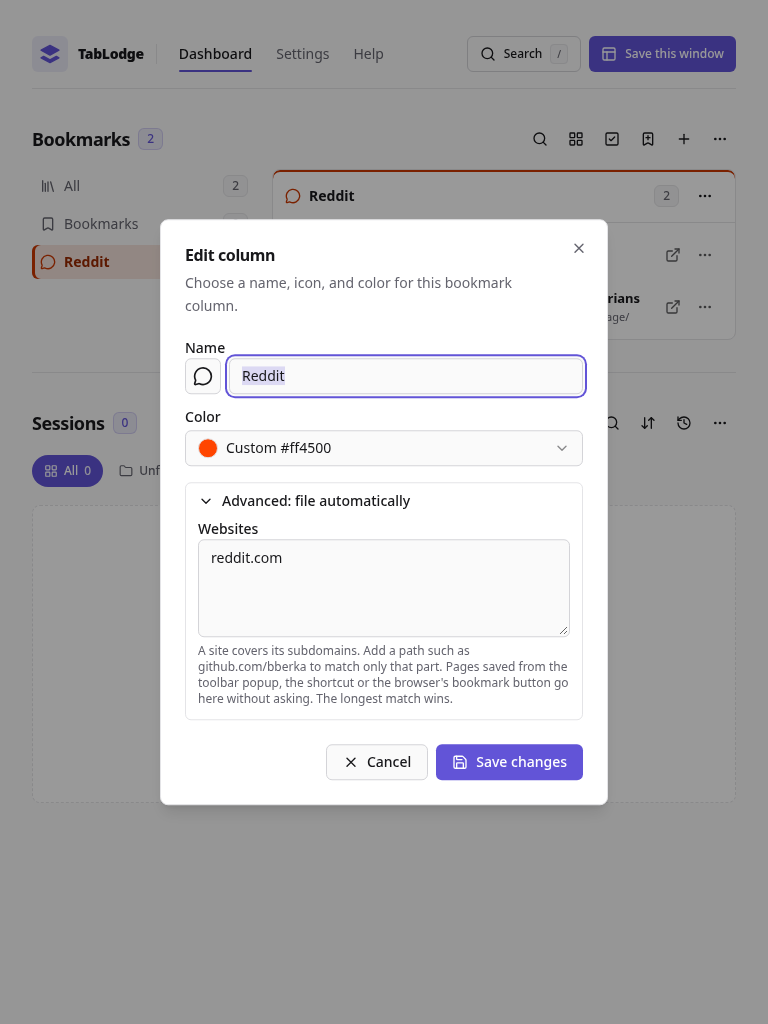 TabLodge
Dashboard
Settings
Help
Search /
Save this window
Bookmarks 2
All 2
Bookmarks
Reddit
Reddit 2
rians
age/
Edit column
Choose a name, icon, and color for this bookmark
column.
Name
Reddit
Color
Custom #ff4500
Advanced: file automatically
Websites
reddit.com
A site covers its subdomains. Add a path such as
github.com/bberka to match only that part. Pages saved from the
toolbar popup, the shortcut or the browser's bookmark button go
here without asking. The longest match wins.
Cancel
Save changes
Sessions 0
All 0
Unf